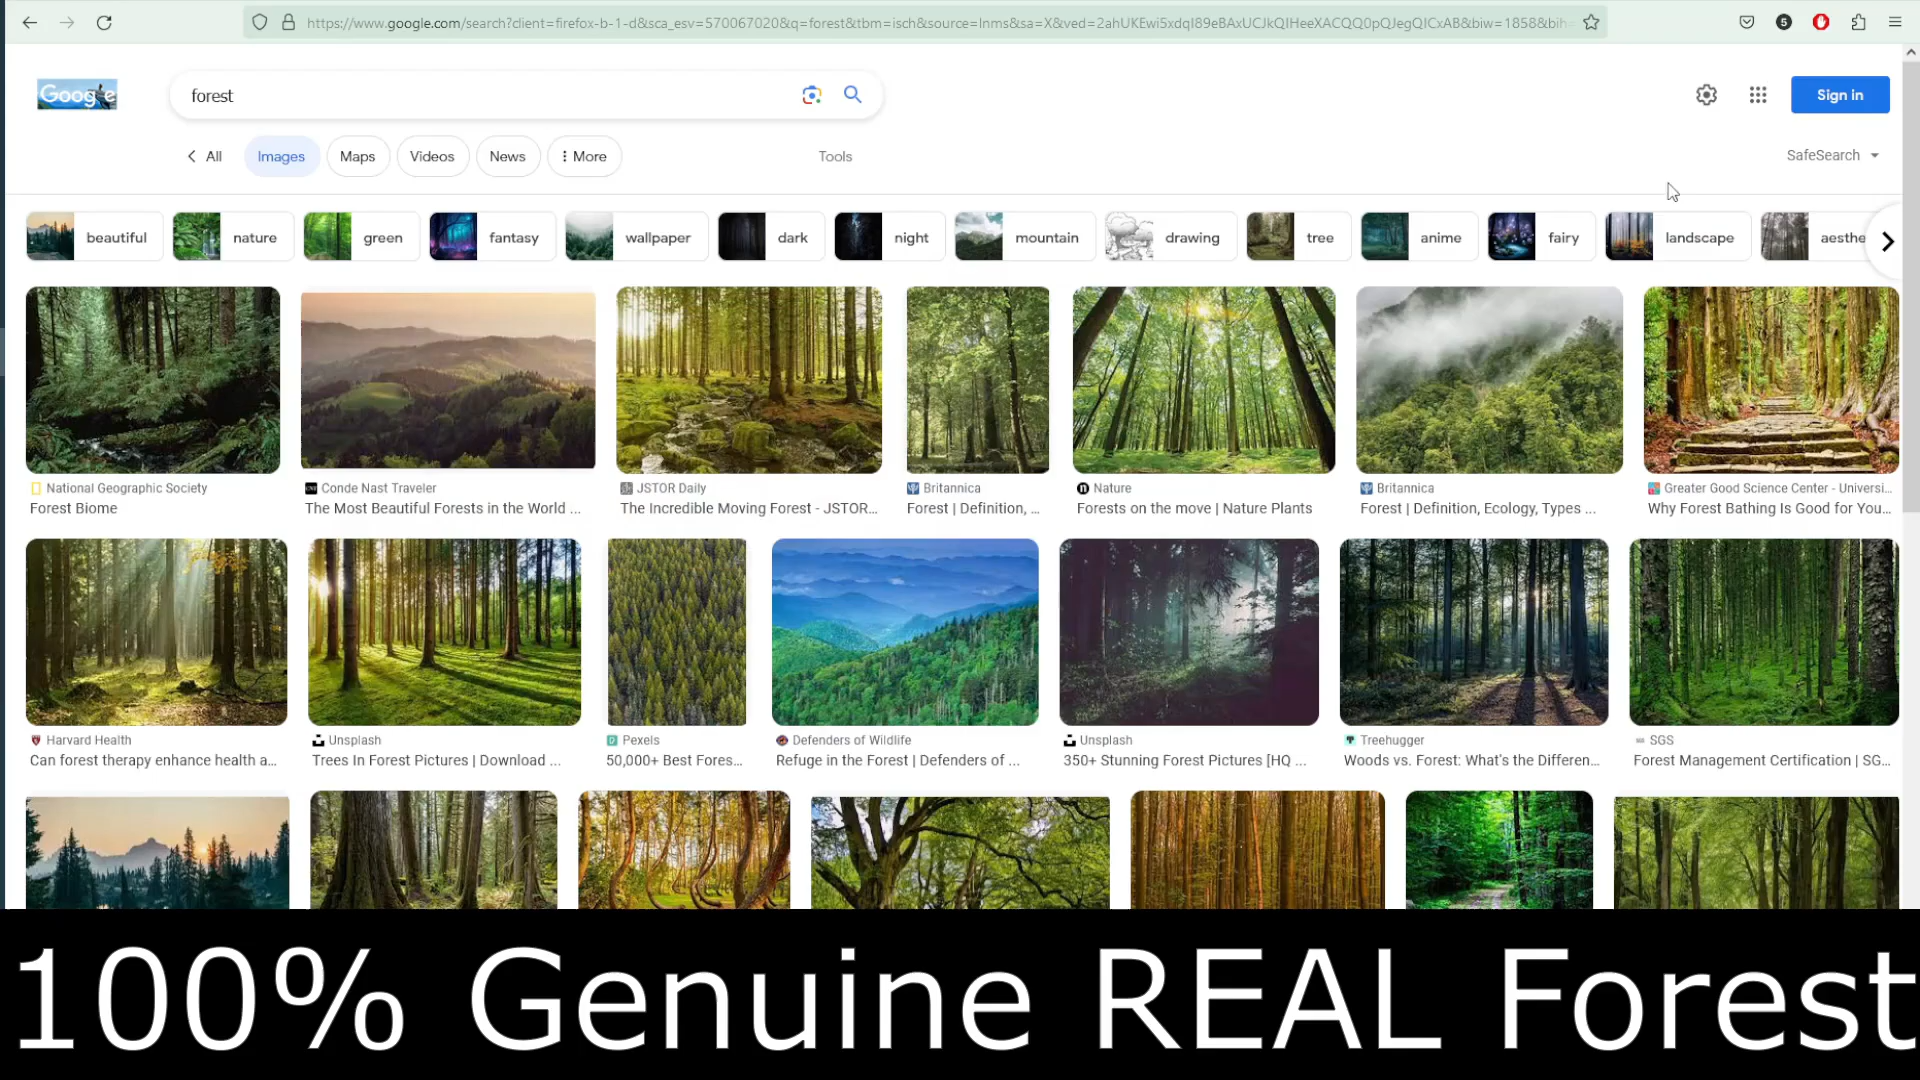 https://www.google.com/search?client=firefox-b-1-d&sca_esv=570067020&q=forest&tbm=isch&source=lnms&sa=X&ved=2ahUKEwi5xdqI89eBAxUCJkQIHeeXACQQ0pQJegQICxAB&biw=1858&bih=
5
Goog e
forest
Sign in
All
Images
Maps
Videos
News
More
Tools
SafeSearch
beautiful
nature
green
fantasy
wallpaper
dark
night
mountain
drawing
tree
anime
fairy
landscape
aesthe
National Geographic Society
Forest Biome
Conde Nast Traveler
The Most Beautiful Forests in the World ...
JSTOR Daily
The Incredible Moving Forest - JSTOR...
Britannica
Forest | Definition, ...
Nature
Forests on the move | Nature Plants
Britannica
Forest | Definition, Ecology, Types ...
Greater Good Science Center - Universi...
Why Forest Bathing Is Good for You...
Harvard Health
Can forest therapy enhance health a...
Unsplash
Trees In Forest Pictures | Download ...
Pexels
50,000+ Best Fores...
Defenders of Wildlife
Refuge in the Forest | Defenders of ...
Unsplash
350+ Stunning Forest Pictures [HQ ...
Treehugger
Woods vs. Forest: What's the Differen...
SGS
Forest Management Certification | SG...
100% Genuine REAL Forest